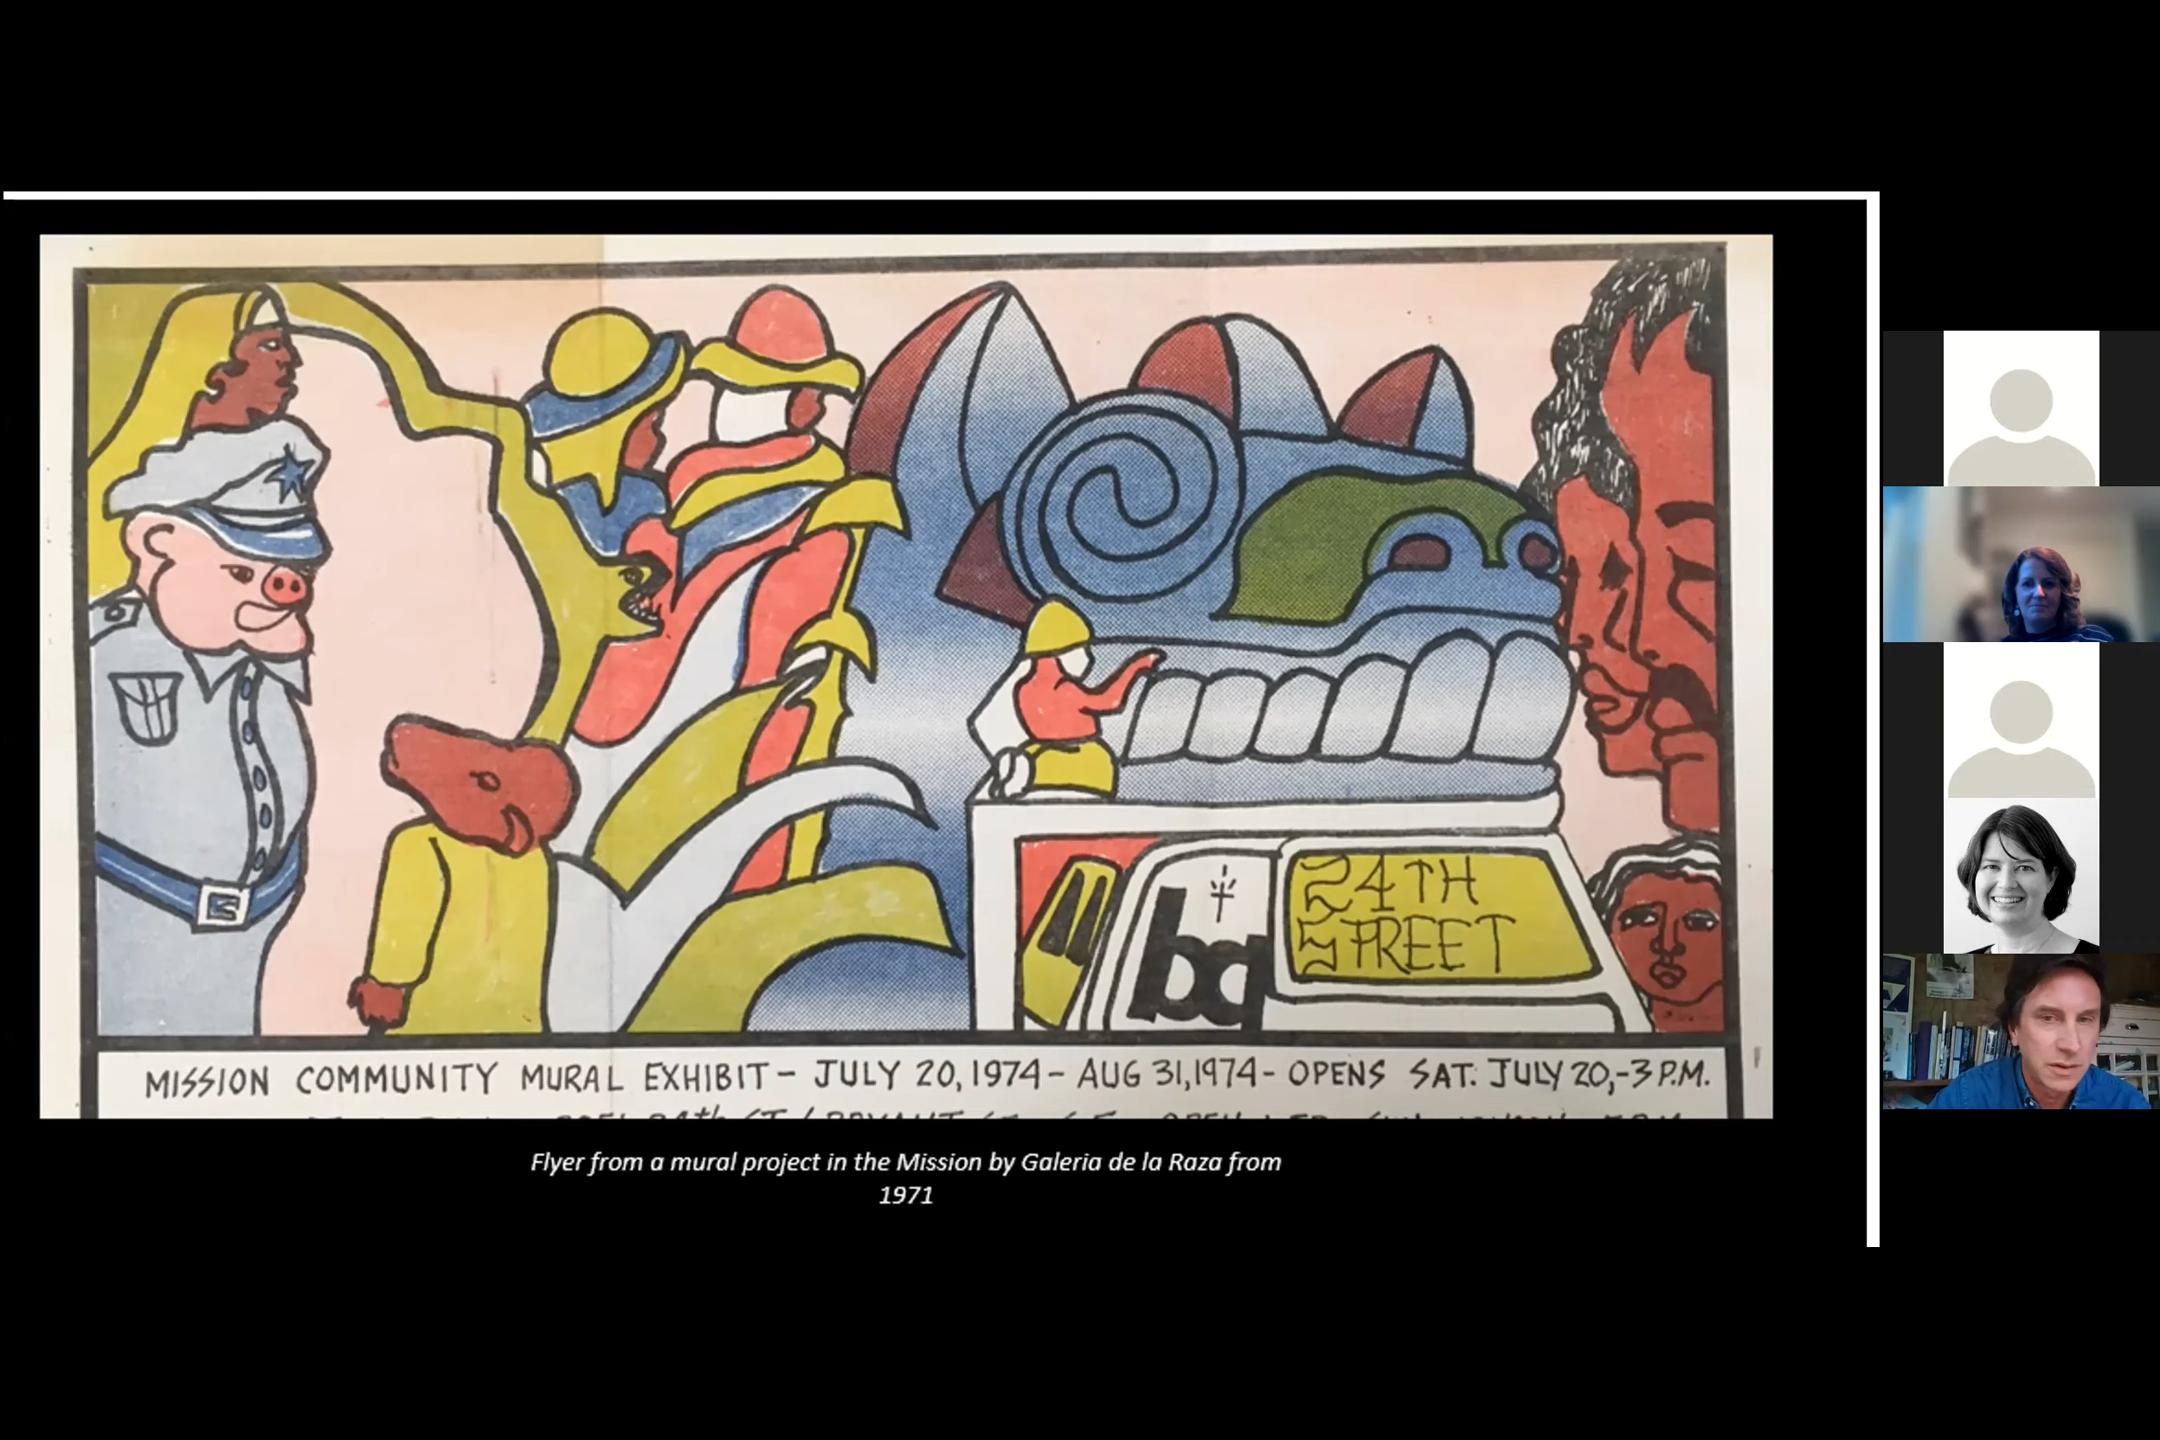 24TH
STREET
ba
MISSION COMMUNITY MURAL EXHIBIT - JULY 20, 1974 - AUG 31, 1974 - OPENS SAT. JULY 20, - 3 P.M.
Flyer from a mural project in the Mission by Galeria de la Raza from
1971